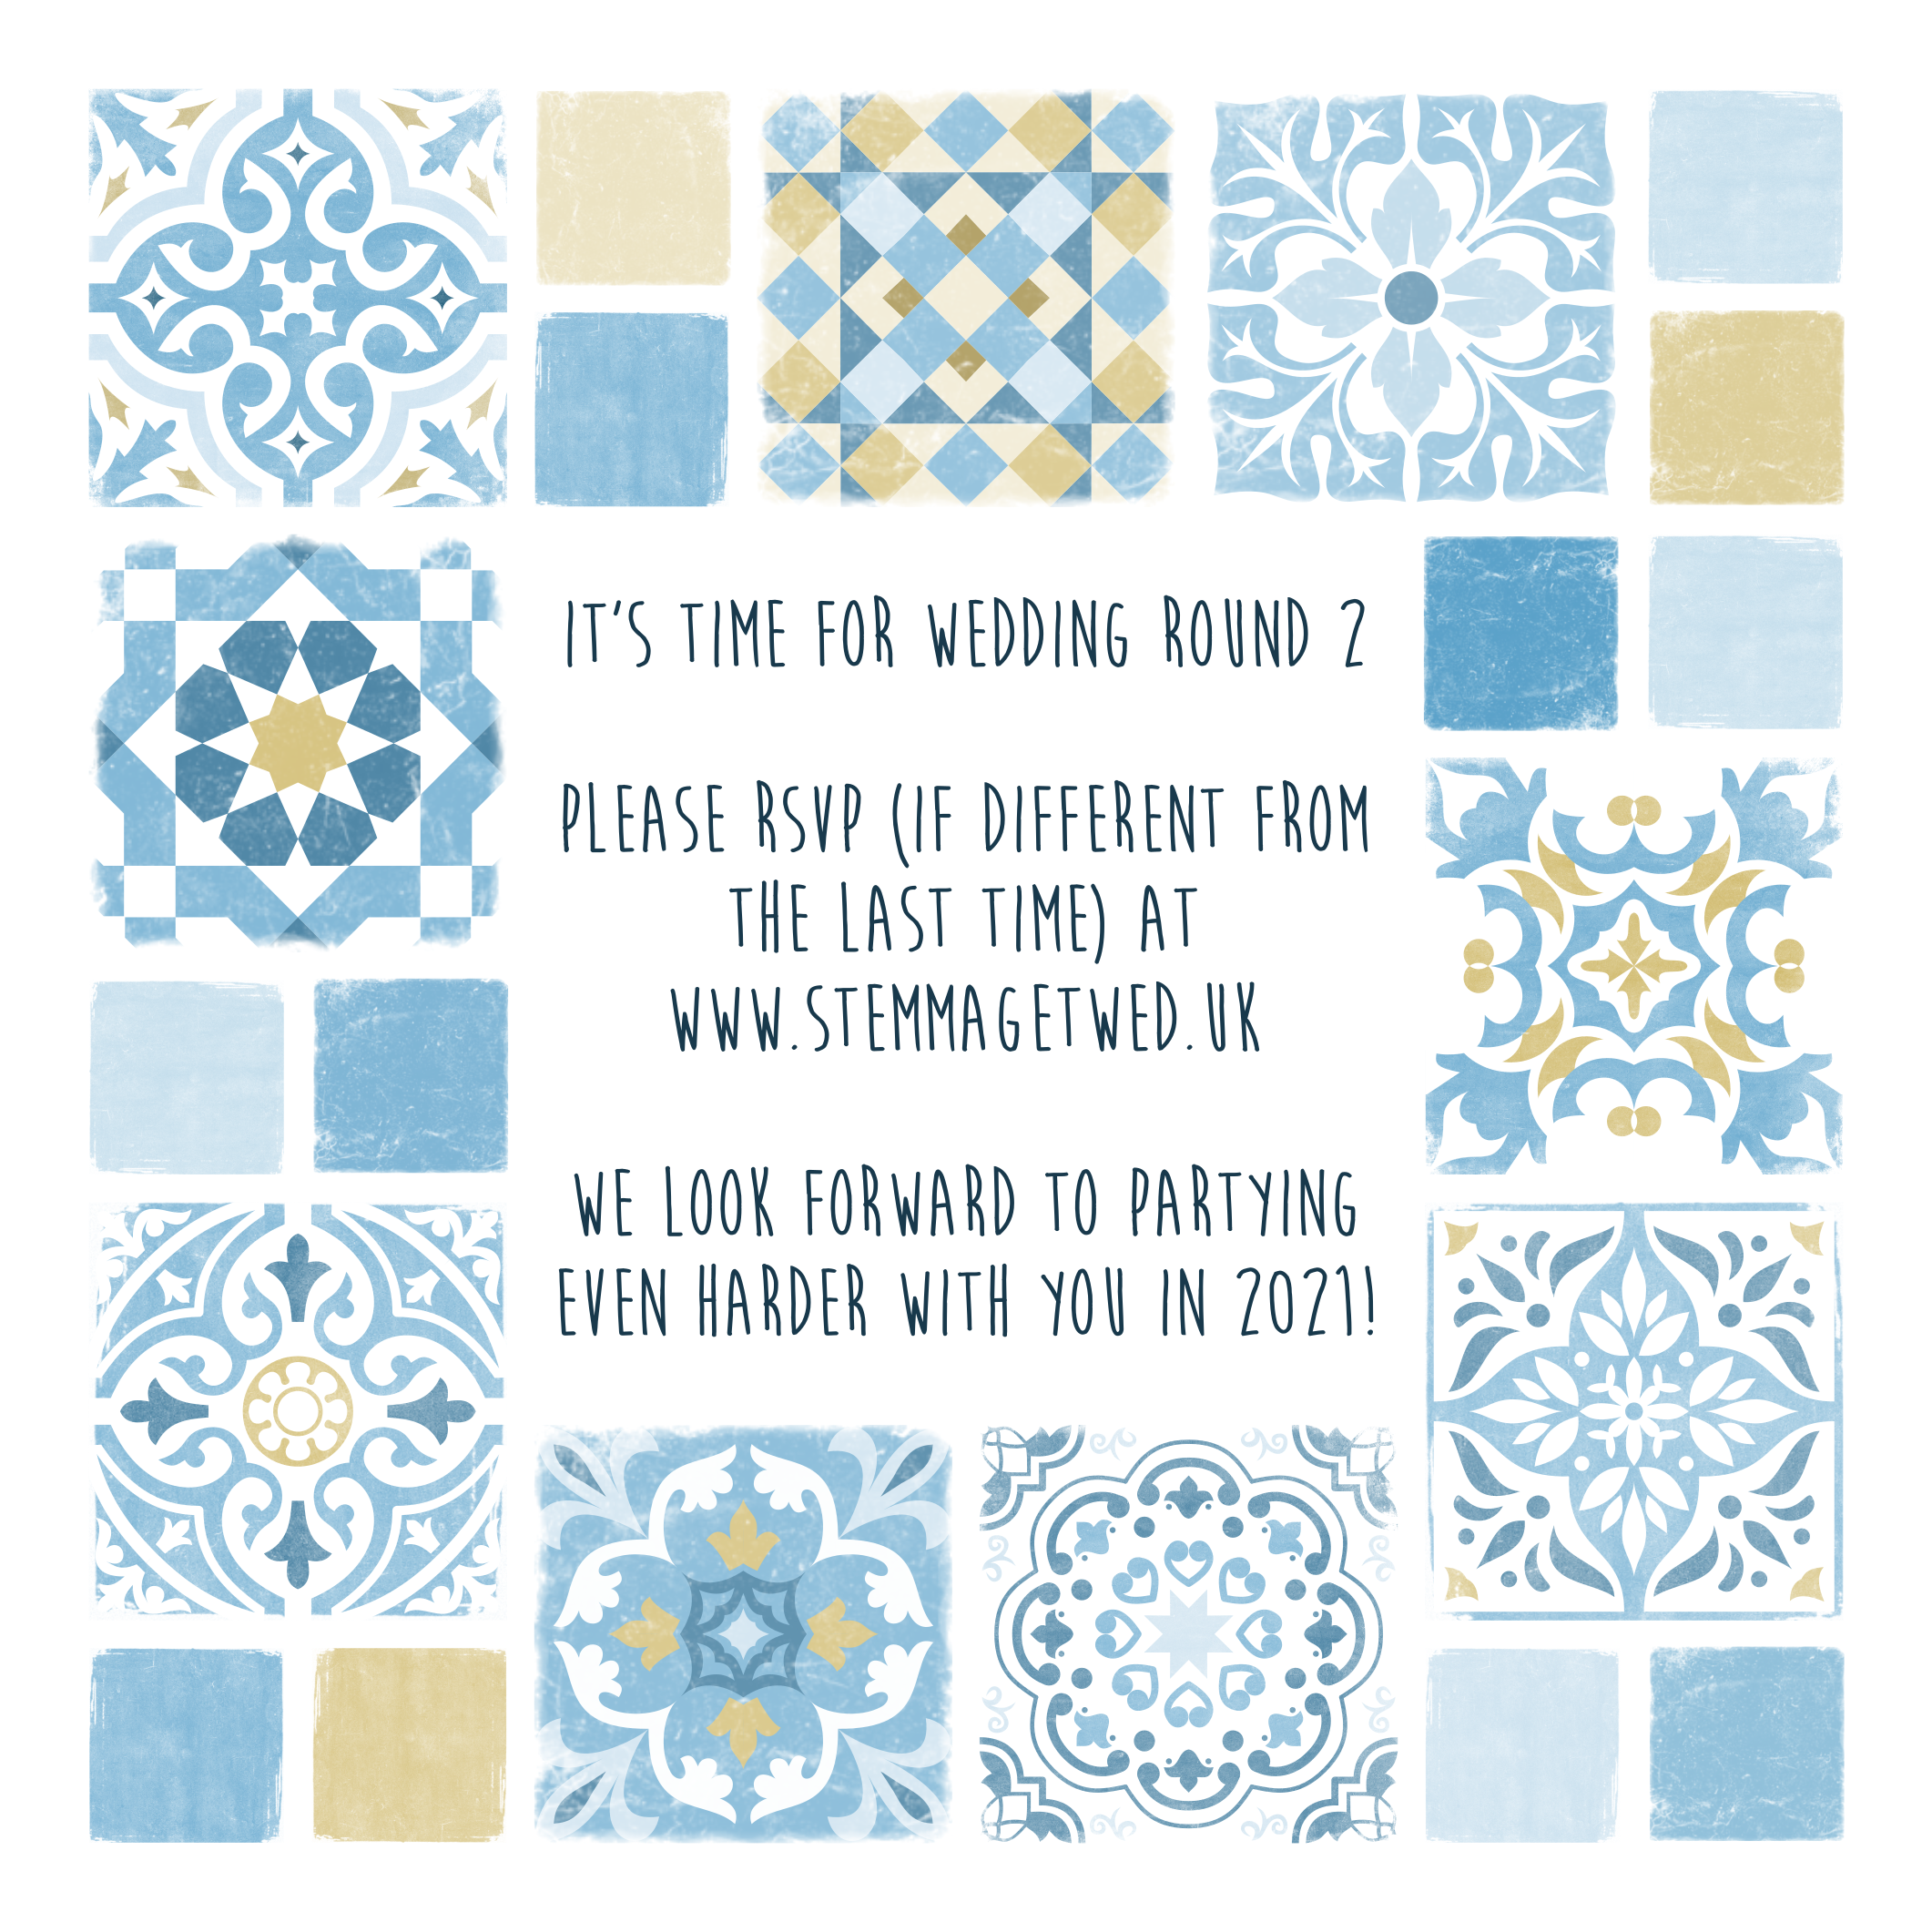 IT'S TIME FOR WEDDING ROUND 2
PLEASE RSVP (IF DIFFERENT FROM
THE LAST TIME) AT
WWW.STEMMAGETWED.UK
WE LOOK FORWARD TO PARTYING
EVEN HARDER WITH YOU IN 2021!